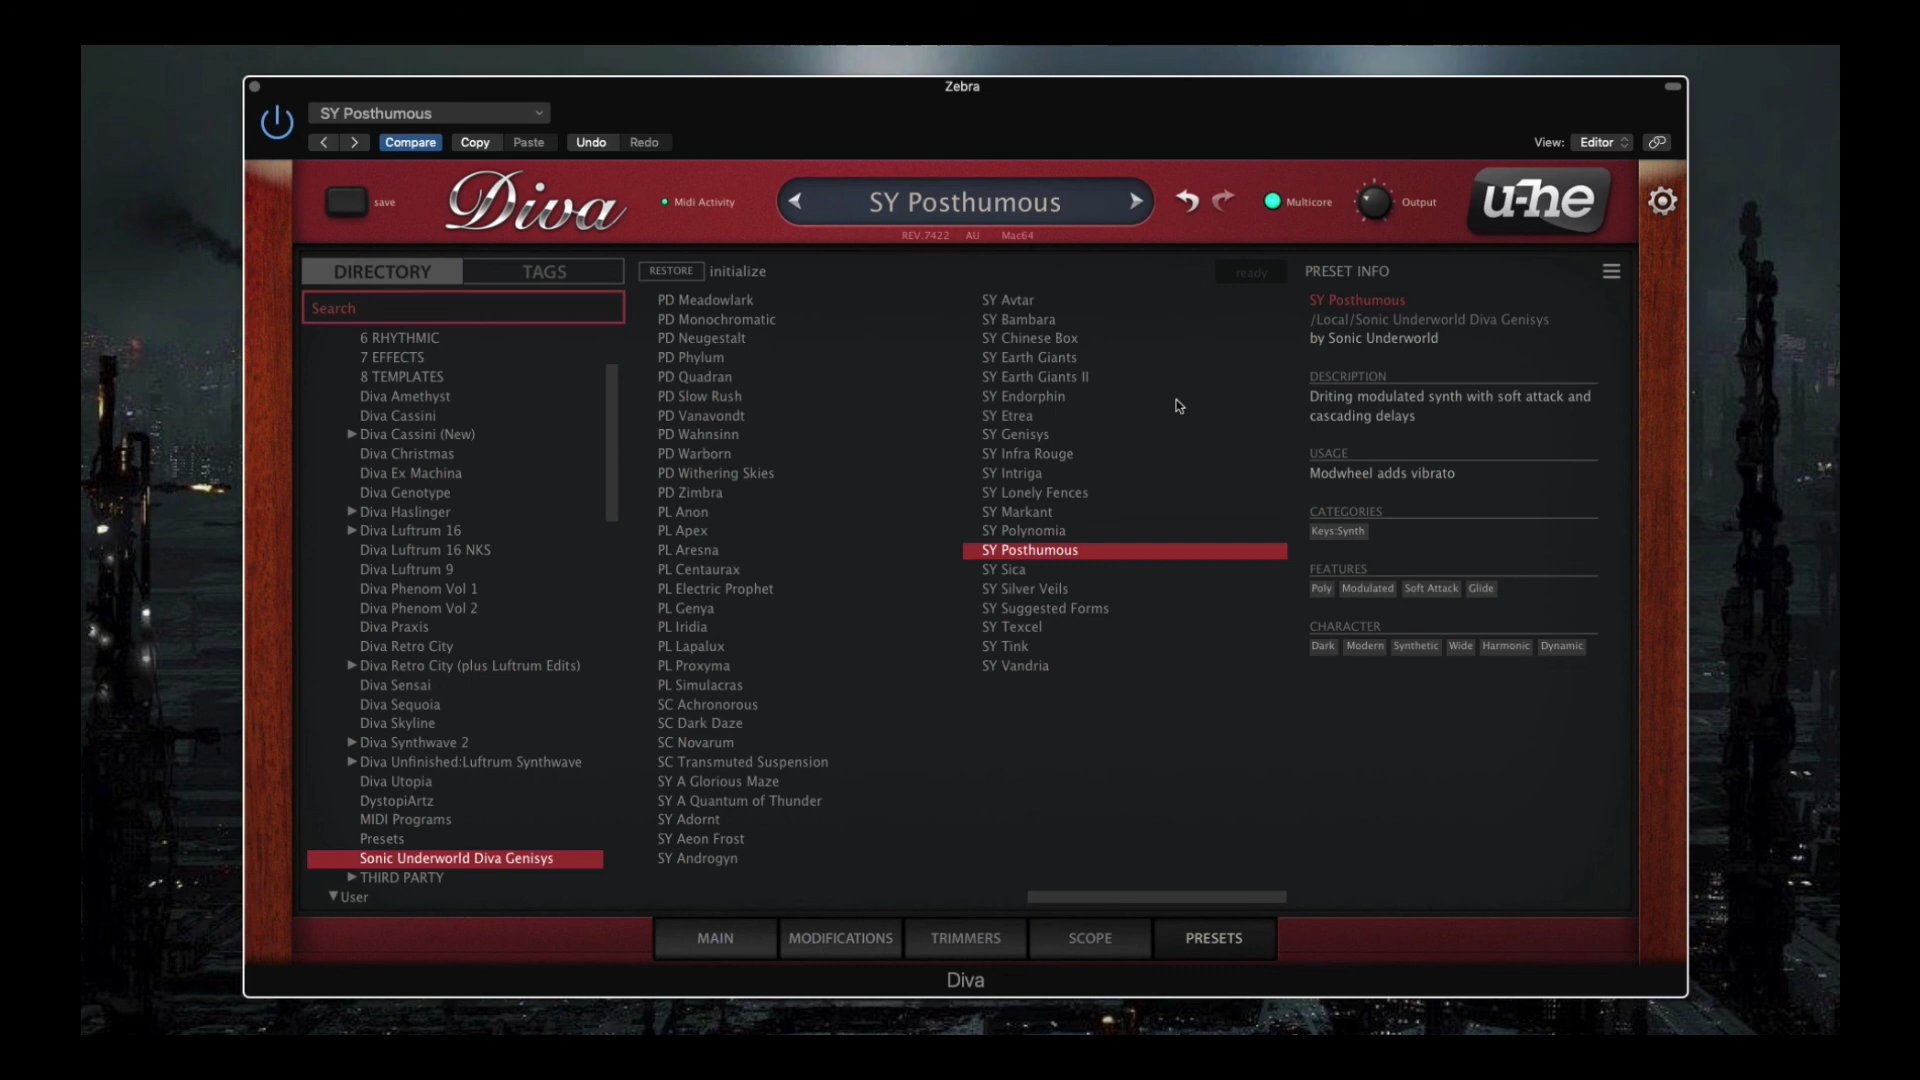 Zebra
SY Posthumous
Compare Copy Paste Undo Redo
View: Editor
save
Diva
Midi Activity
SY Posthumous
Multicore
Output
u-he
REV.7422 AU Mac64
DIRECTORY TAGS
RESTORE initialize
ready
PRESET INFO
Search
6 RHYTHMIC
7 EFFECTS
8 TEMPLATES
Diva Amethyst
Diva Cassini
Diva Cassini (New)
Diva Christmas
Diva Ex Machina
Diva Genotype
Diva Haslinger
Diva Luftrum 16
Diva Luftrum 16 NKS
Diva Luftrum 9
Diva Phenom Vol 1
Diva Phenom Vol 2
Diva Praxis
Diva Retro City
Diva Retro City (plus Luftrum Edits)
Diva Sensai
Diva Sequoia
Diva Skyline
Diva Synthwave 2
Diva Unfinished:Luftrum Synthwave
Diva Utopia
DystopiArtz
MIDI Programs
Presets
Sonic Underworld Diva Genisys
THIRD PARTY
User
PD Meadowlark
PD Monochromatic
PD Neugestalt
PD Phylum
PD Quadran
PD Slow Rush
PD Vanavondt
PD Wahnsinn
PD Warborn
PD Withering Skies
PD Zimbra
PL Anon
PL Apex
PL Aresna
PL Centaurax
PL Electric Prophet
PL Genya
PL Iridia
PL Lapalux
PL Proxyma
PL Simulacras
SC Achronorous
SC Dark Daze
SC Novarum
SC Transmuted Suspension
SY A Glorious Maze
SY A Quantum of Thunder
SY Adornt
SY Aeon Frost
SY Androgyn
SY Avtar
SY Bambara
SY Chinese Box
SY Earth Giants
SY Earth Giants II
SY Endorphin
SY Etrea
SY Genisys
SY Infra Rouge
SY Intriga
SY Lonely Fences
SY Markant
SY Polynomia
SY Posthumous
SY Sica
SY Silver Veils
SY Suggested Forms
SY Texcel
SY Tink
SY Vandria
SY Posthumous
/Local/Sonic Underworld Diva Genisys
by Sonic Underworld
DESCRIPTION
Driting modulated synth with soft attack and
cascading delays
USAGE
Modwheel adds vibrato
CATEGORIES
Keys:Synth
FEATURES
Poly Modulated Soft Attack Glide
CHARACTER
Dark Modern Synthetic Wide Harmonic Dynamic
MAIN MODIFICATIONS TRIMMERS SCOPE PRESETS
Diva